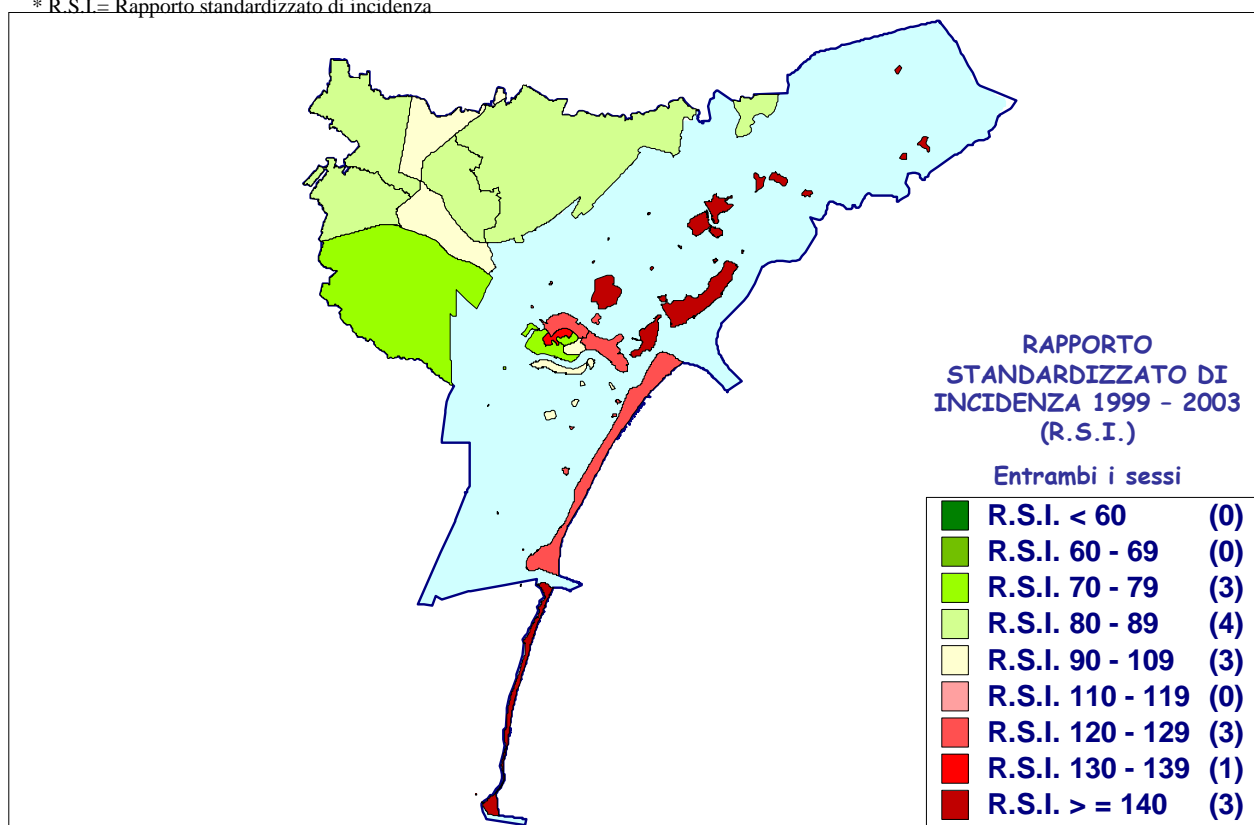 * R.S.I.= Rapporto standardizzato di incidenza
RAPPORTO
STANDARDIZZATO DI
INCIDENZA 1999 – 2003
(R.S.I.)
Entrambi i sessi
R.S.I. < 60 (0)
R.S.I. 60 - 69 (0)
R.S.I. 70 - 79 (3)
R.S.I. 80 - 89 (4)
R.S.I. 90 - 109 (3)
R.S.I. 110 - 119 (0)
R.S.I. 120 - 129 (3)
R.S.I. 130 - 139 (1)
R.S.I. > = 140 (3)